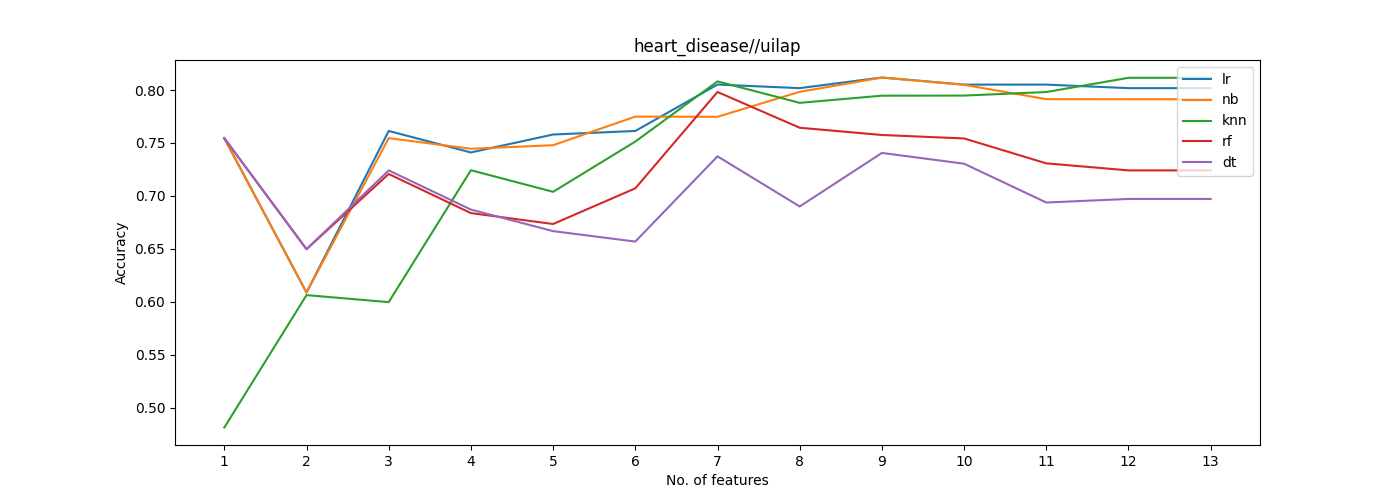 heart_disease//uilap
Accuracy
0.80
0.75
0.70
0.65
0.60
0.55
0.50
lr
nb
knn
rf
dt
1 2 3 4 5 6 7 8 9 10 11 12 13
No. of features